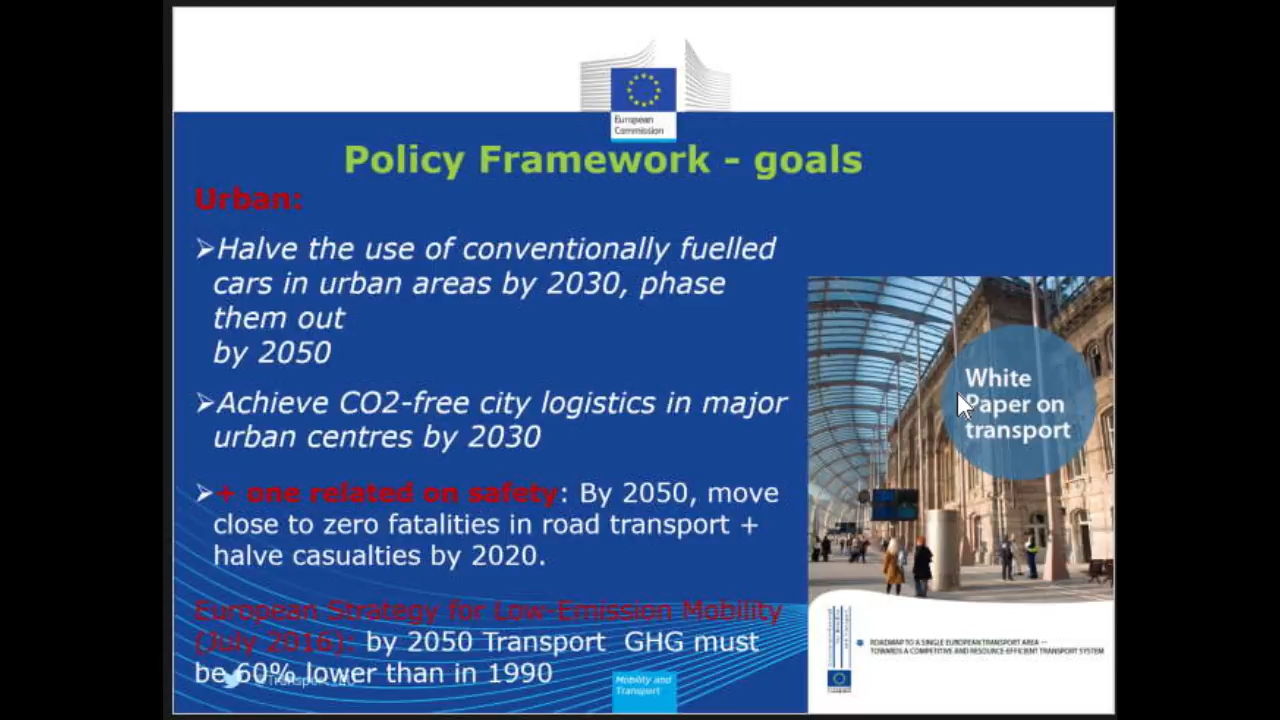 European
Commission
Policy Framework - goals
Urban:
➢Halve the use of conventionally fuelled
cars in urban areas by 2030, phase
them out
by 2050
➢Achieve CO2-free city logistics in major
urban centres by 2030
➢+ one related on safety: By 2050, move
close to zero fatalities in road transport +
halve casualties by 2020.
European Strategy for Low-Emission Mobility
(July 2016): by 2050 Transport GHG must
be 60% lower than in 1990
Mobility and
Transport
White
Paper on
transport
ROADMAP TO A SINGLE EUROPEAN TRANSPORT AREA —
TOWARDS A COMPETITIVE AND RESOURCE-EFFICIENT TRANSPORT SYSTEM